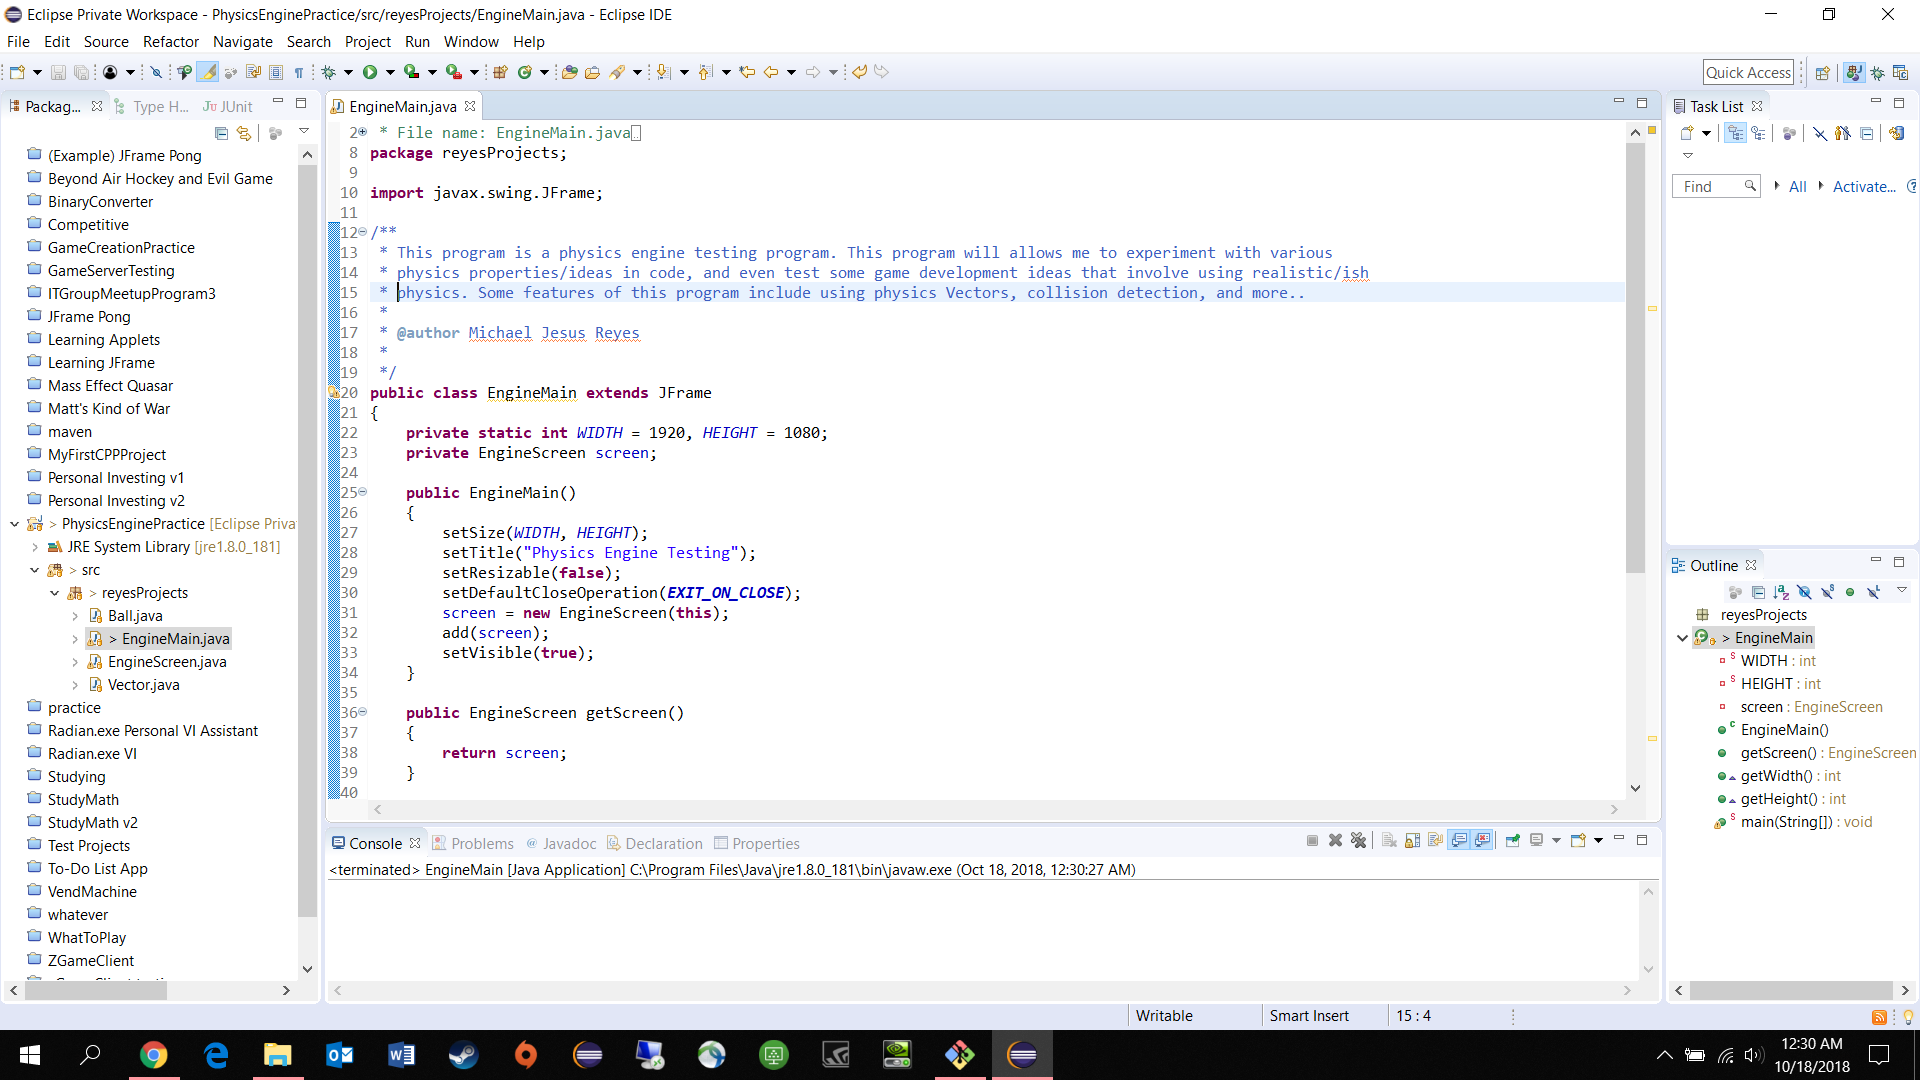 Eclipse Private Workspace - PhysicsEnginePractice/src/reyesProjects/EngineMain.java - Eclipse IDE
File Edit Source Refactor Navigate Search Project Run Window Help
Quick Access
Packag... Type H... JUnit
(Example) JFrame Pong
Beyond Air Hockey and Evil Game
BinaryConverter
Competitive
GameCreationPractice
GameServerTesting
ITGroupMeetupProgram3
JFrame Pong
Learning Applets
Learning JFrame
Mass Effect Quasar
Matt's Kind of War
maven
MyFirstCPPProject
Personal Investing v1
Personal Investing v2
> PhysicsEnginePractice [Eclipse Priva
JRE System Library [jre1.8.0_181]
> src
> reyesProjects
Ball.java
> EngineMain.java
EngineScreen.java
Vector.java
practice
Radian.exe Personal VI Assistant
Radian.exe VI
Studying
StudyMath
StudyMath v2
Test Projects
To-Do List App
VendMachine
whatever
WhatToPlay
ZGameClient
EngineMain.java
2 * File name: EngineMain.java
8 package reyesProjects;
9
10 import javax.swing.JFrame;
11
12 /**
13 * This program is a physics engine testing program. This program will allows me to experiment with various
14 * physics properties/ideas in code, and even test some game development ideas that involve using realistic/ish
15 * physics. Some features of this program include using physics Vectors, collision detection, and more..
16 *
17 * @author Michael Jesus Reyes
18 *
19 */
20 public class EngineMain extends JFrame
21 {
22 private static int WIDTH = 1920, HEIGHT = 1080;
23 private EngineScreen screen;
24
25 public EngineMain()
26 {
27 setSize(WIDTH, HEIGHT);
28 setTitle("Physics Engine Testing");
29 setResizable(false);
30 setDefaultCloseOperation(EXIT_ON_CLOSE);
31 screen = new EngineScreen(this);
32 add(screen);
33 setVisible(true);
34 }
35
36 public EngineScreen getScreen()
37 {
38 return screen;
39 }
40
Console Problems @ Javadoc Declaration Properties
<terminated> EngineMain [Java Application] C:\Program Files\Java\jre1.8.0_181\bin\javaw.exe (Oct 18, 2018, 12:30:27 AM)
Task List
Find All Activate...
Outline
reyesProjects
> EngineMain
WIDTH : int
HEIGHT : int
screen : EngineScreen
EngineMain()
getScreen() : EngineScreen
getWidth() : int
getHeight() : int
main(String[]) : void
Writable Smart Insert 15 : 4
12:30 AM
10/18/2018